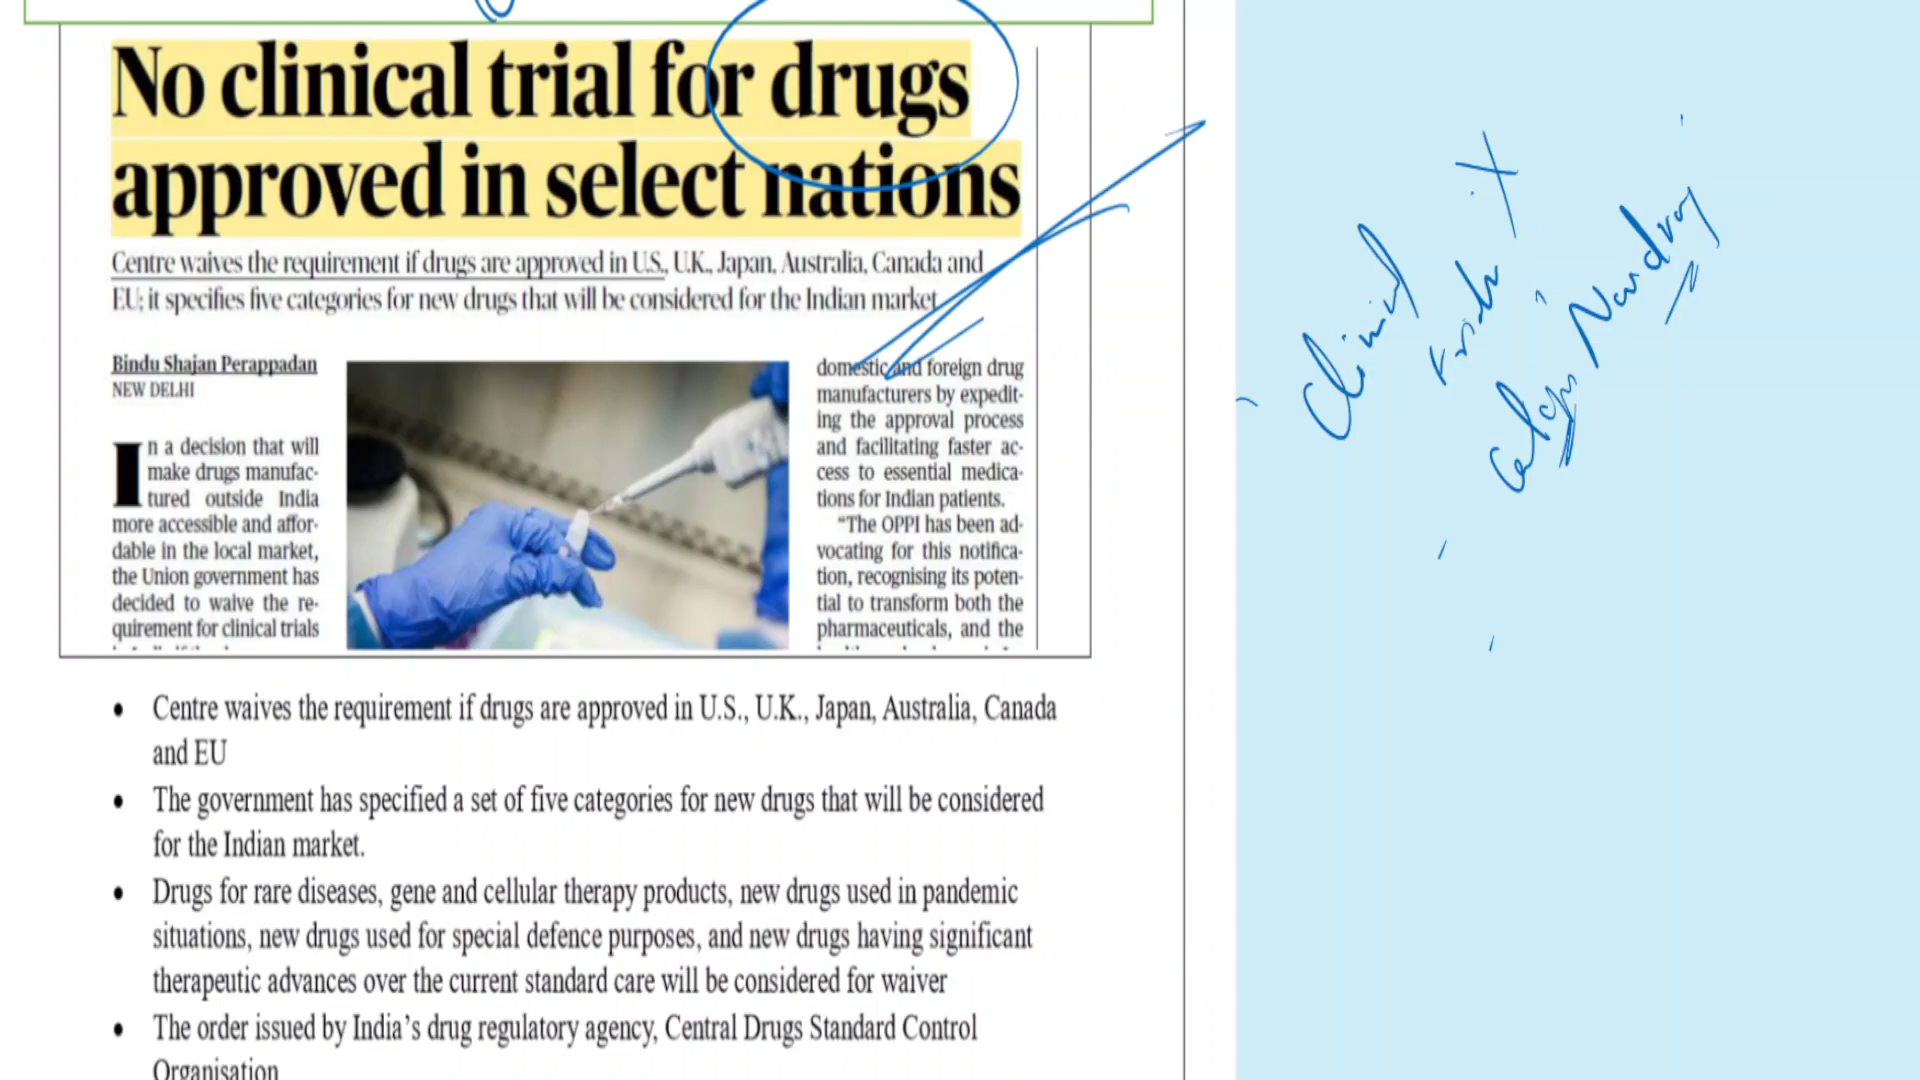 No clinical trial for drugs
approved in select nations
Centre waives the requirement if drugs are approved in U.S., U.K., Japan, Australia, Canada and
EU; it specifies five categories for new drugs that will be considered for the Indian market
Bindu Shajan Perappadan
NEW DELHI
In a decision that will
make drugs manufac-
tured outside India
more accessible and affor-
dable in the local market,
the Union government has
decided to waive the re-
quirement for clinical trials
domestic and foreign drug
manufacturers by expedit-
ing the approval process
and facilitating faster ac-
cess to essential medica-
tions for Indian patients.
“The OPPI has been ad-
vocating for this notifica-
tion, recognising its poten-
tial to transform both the
pharmaceuticals, and the
• Centre waives the requirement if drugs are approved in U.S., U.K., Japan, Australia, Canada
and EU
• The government has specified a set of five categories for new drugs that will be considered
for the Indian market.
• Drugs for rare diseases, gene and cellular therapy products, new drugs used in pandemic
situations, new drugs used for special defence purposes, and new drugs having significant
therapeutic advances over the current standard care will be considered for waiver
• The order issued by India’s drug regulatory agency, Central Drugs Standard Control
Organisation
Clinical